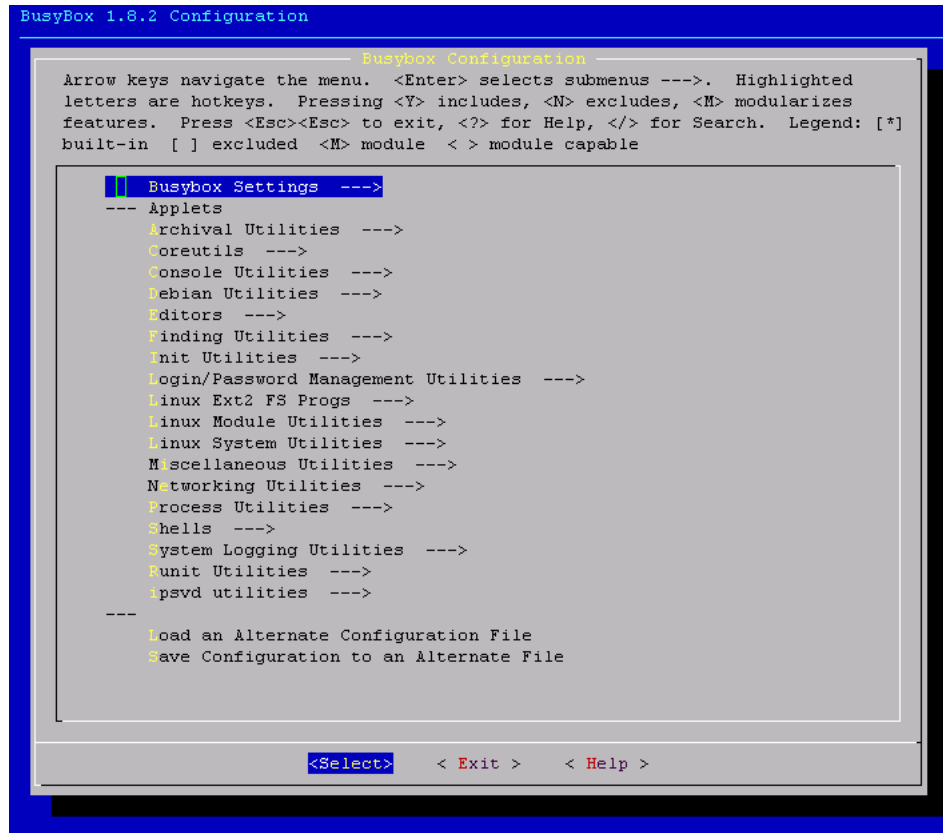 BusyBox 1.8.2 Configuration
Busybox Configuration
Arrow keys navigate the menu.  <Enter> selects submenus --->.  Highlighted
letters are hotkeys.  Pressing <Y> includes, <N> excludes, <M> modularizes
features.  Press <Esc><Esc> to exit, <?> for Help, </> for Search.  Legend: [*]
built-in  [ ] excluded  <M> module  < > module capable
Busybox Settings  --->
--- Applets
Archival Utilities  --->
Coreutils  --->
Console Utilities  --->
Debian Utilities  --->
Editors  --->
Finding Utilities  --->
Init Utilities  --->
Login/Password Management Utilities  --->
Linux Ext2 FS Progs  --->
Linux Module Utilities  --->
Linux System Utilities  --->
Miscellaneous Utilities  --->
Networking Utilities  --->
Process Utilities  --->
Shells  --->
System Logging Utilities  --->
Runit Utilities  --->
ipsvd utilities  --->
---
Load an Alternate Configuration File
Save Configuration to an Alternate File
<Select>    < Exit >    < Help >